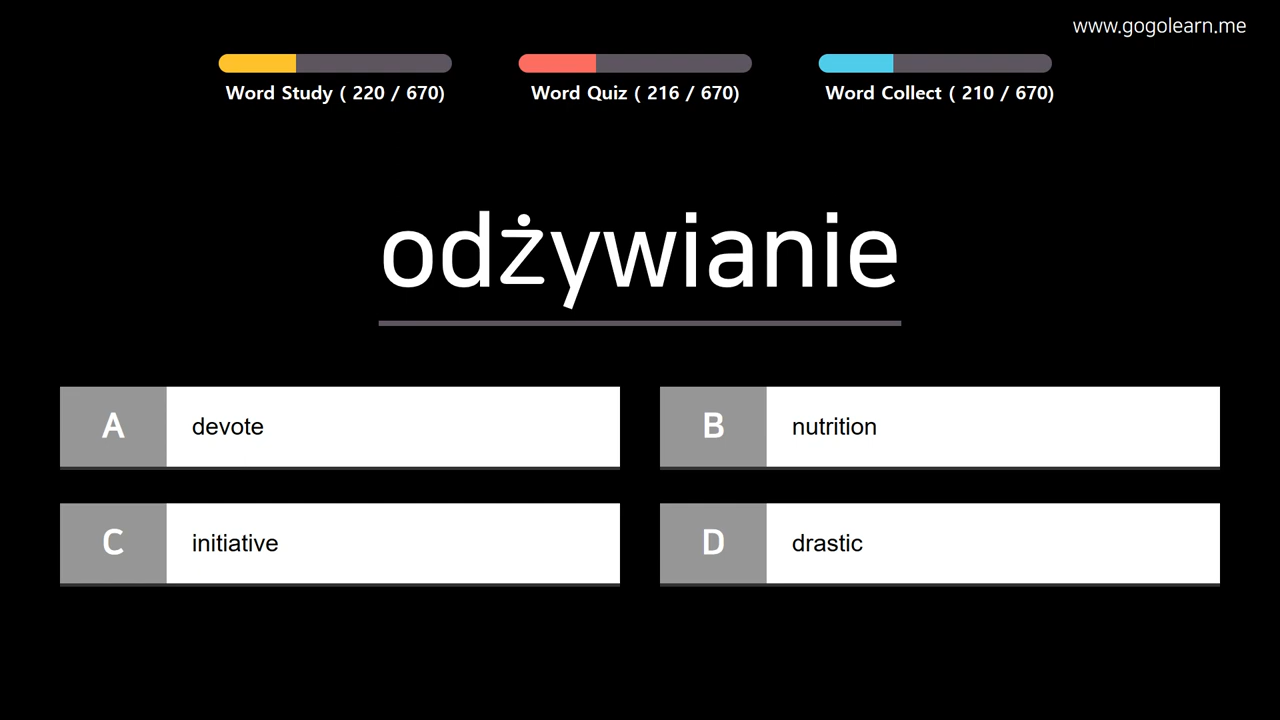 www.gogolearn.me
Word Study ( 220 / 670)
Word Quiz ( 216 / 670)
Word Collect ( 210 / 670)
odżywianie
A devote
B nutrition
C initiative
D drastic